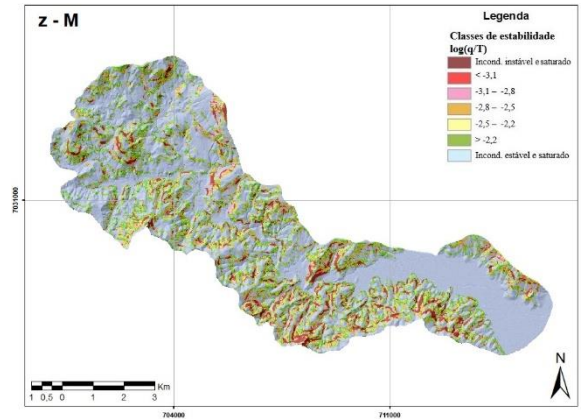 z - M
Legenda
Classes de estabilidade
log(q/T)
Incond. instável e saturado
< -3,1
-3,1 – -2,8
-2,8 – -2,5
-2,5 – -2,2
> -2,2
Incond. estável e saturado
7031000
N
Km
1 0,5 0 1 2 3
704000 711000